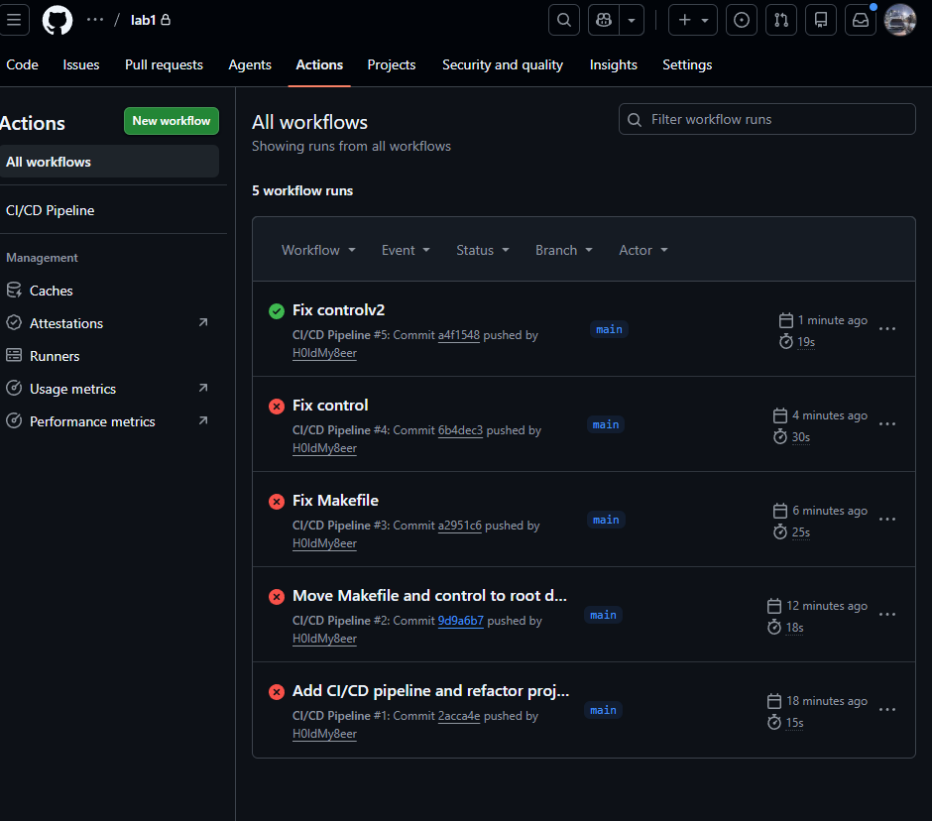 ··· / lab1
Code Issues Pull requests Agents Actions Projects Security and quality Insights Settings
Actions
New workflow
All workflows
CI/CD Pipeline
Management
Caches
Attestations
Runners
Usage metrics
Performance metrics
All workflows
Showing runs from all workflows
Filter workflow runs
5 workflow runs
Workflow Event Status Branch Actor
Fix controlv2
CI/CD Pipeline #5: Commit a4f1548 pushed by
H0ldMy8eer
main
1 minute ago
19s
Fix control
CI/CD Pipeline #4: Commit 6b4dec3 pushed by
H0ldMy8eer
main
4 minutes ago
30s
Fix Makefile
CI/CD Pipeline #3: Commit a2951c6 pushed by
H0ldMy8eer
main
6 minutes ago
25s
Move Makefile and control to root d...
CI/CD Pipeline #2: Commit 9d9a6b7 pushed by
H0ldMy8eer
main
12 minutes ago
18s
Add CI/CD pipeline and refactor proj...
CI/CD Pipeline #1: Commit 2acca4e pushed by
H0ldMy8eer
main
18 minutes ago
15s